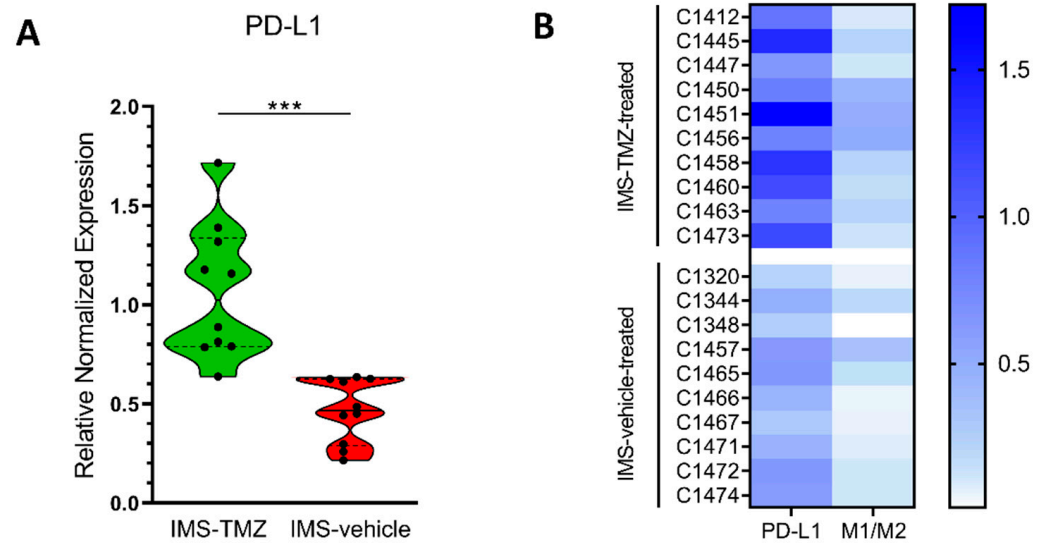 A
PD-L1
Relative Normalized Expression
2.0
1.5
1.0
0.5
0.0
***
IMS-TMZ
IMS-vehicle
B
IMS-TMZ-treated
C1412
C1445
C1447
C1450
C1451
C1456
C1458
C1460
C1463
C1473
IMS-vehicle-treated
C1320
C1344
C1348
C1457
C1465
C1466
C1467
C1471
C1472
C1474
PD-L1
M1/M2
1.5
1.0
0.5